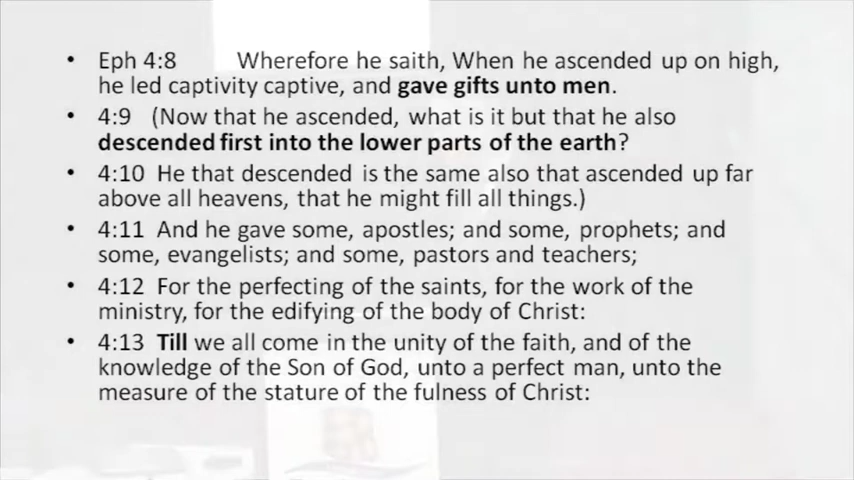 • Eph 4:8 Wherefore he saith, When he ascended up on high,
he led captivity captive, and gave gifts unto men.
• 4:9 (Now that he ascended, what is it but that he also
descended first into the lower parts of the earth?
• 4:10 He that descended is the same also that ascended up far
above all heavens, that he might fill all things.)
• 4:11 And he gave some, apostles; and some, prophets; and
some, evangelists; and some, pastors and teachers;
• 4:12 For the perfecting of the saints, for the work of the
ministry, for the edifying of the body of Christ:
• 4:13 Till we all come in the unity of the faith, and of the
knowledge of the Son of God, unto a perfect man, unto the
measure of the stature of the fulness of Christ: